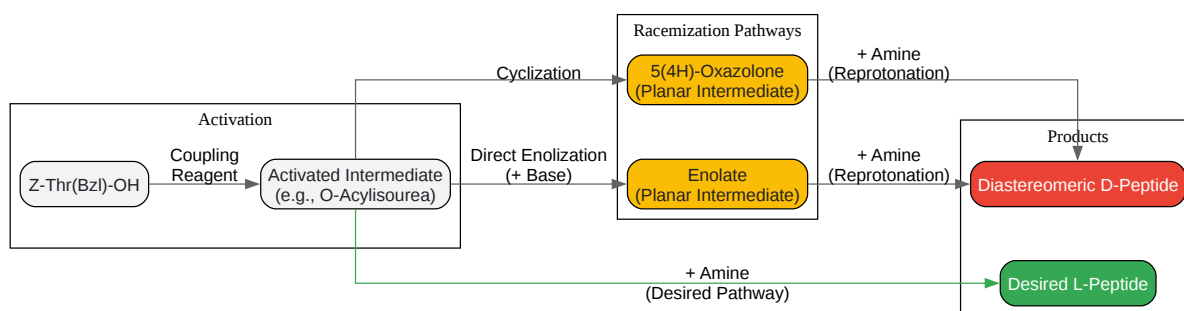 Racemization Pathways
5(4H)-Oxazolone
(Planar Intermediate)
+ Amine
(Reprotonation)
Cyclization
Activation
Products
Z-Thr(Bzl)-OH
Coupling
Reagent
Activated Intermediate
(e.g., O-Acylisourea)
Direct Enolization
(+ Base)
Enolate
(Planar Intermediate)
+ Amine
(Reprotonation)
Diastereomeric D-Peptide
+ Amine
(Desired Pathway)
Desired L-Peptide